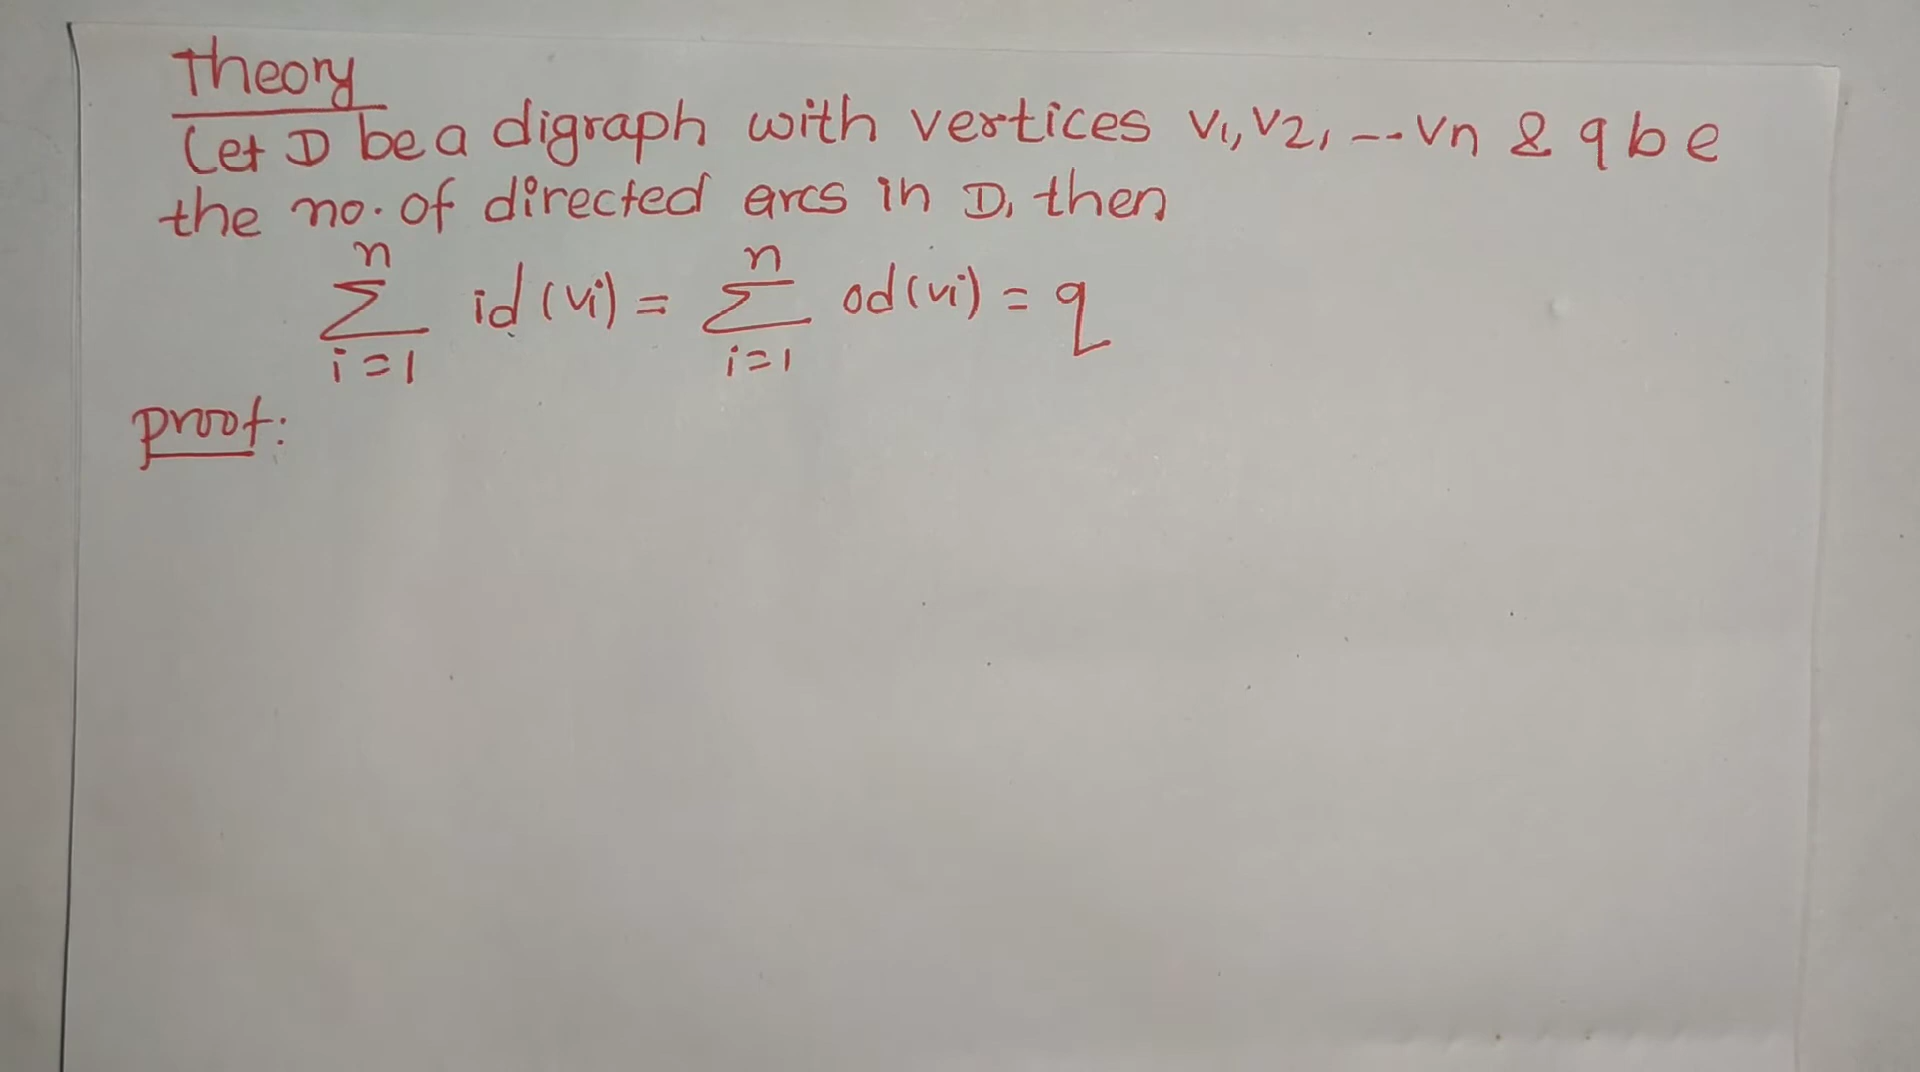 Theory
Let D be a digraph with vertices v1, v2, --- vn & q be
the no. of directed arcs in D, then
n∑i=1 id (vi) = n∑i=1 od (vi) = q
proof: